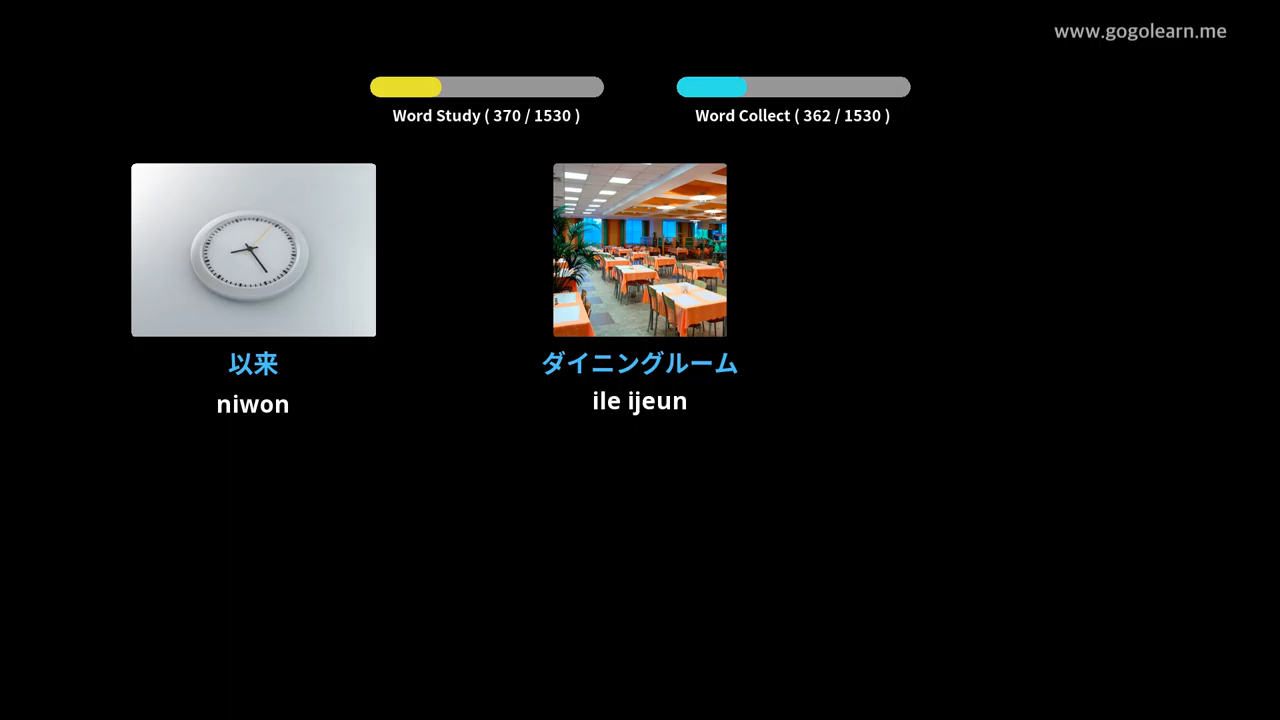 www.gogolearn.me
Word Study ( 370 / 1530 )
Word Collect ( 362 / 1530 )
以来
niwon
ダイニングルーム
ile ijeun